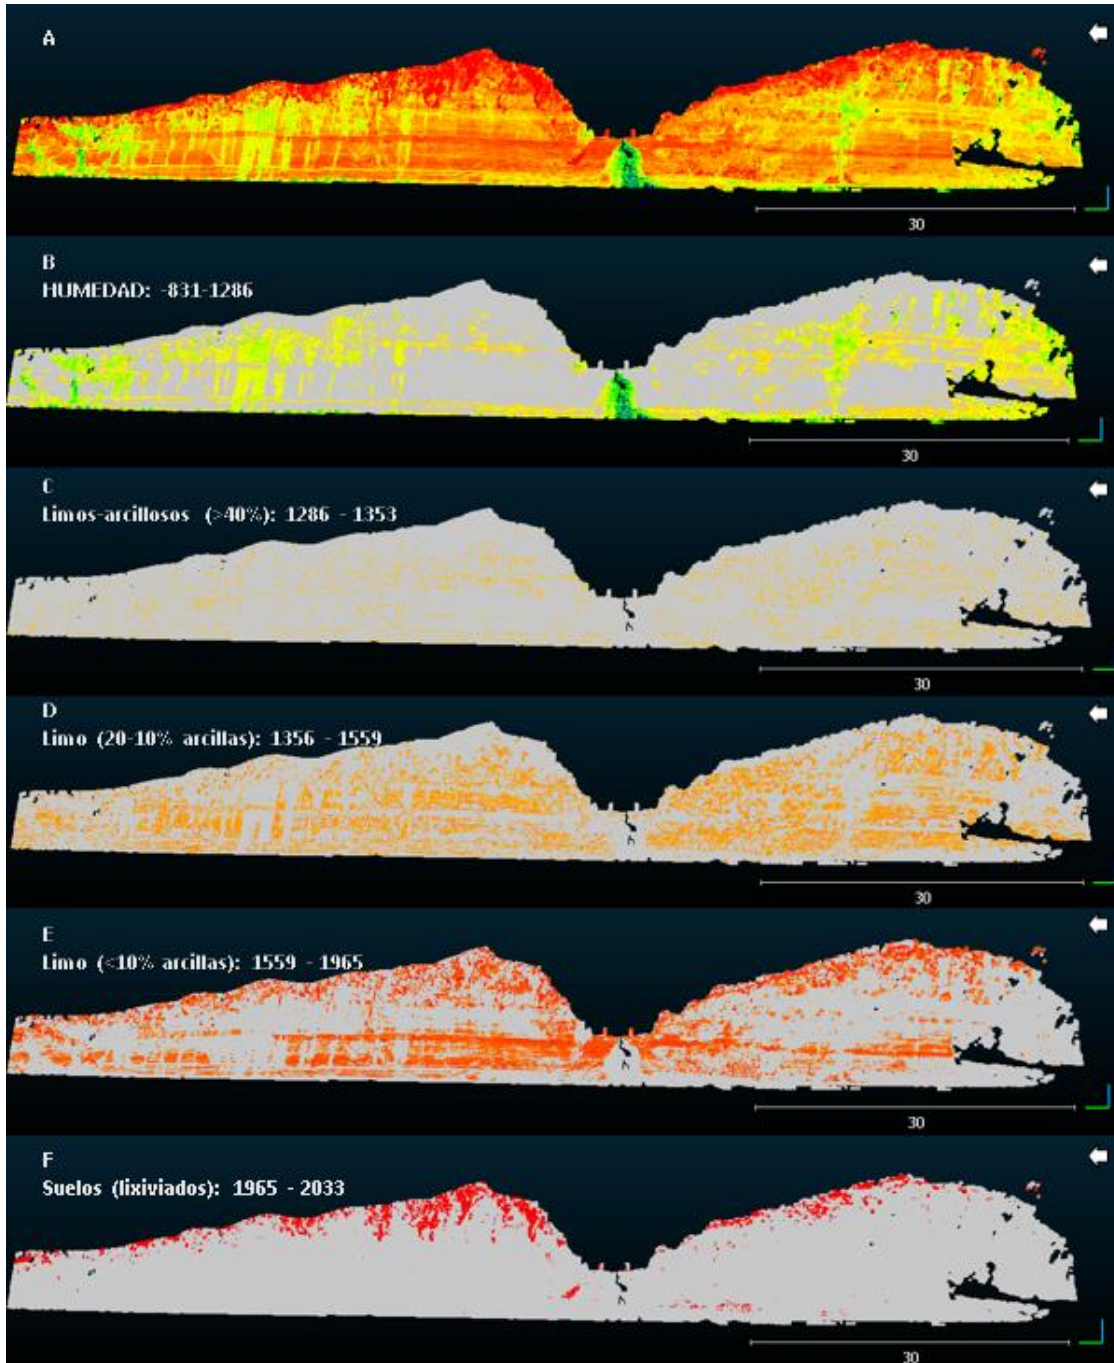 A
30
B
HUMEDAD: -831-1286
30
C
Limos-arcillosos (>40%): 1286 - 1353
30
D
Limo (20-10% arcillas): 1356 - 1559
30
E
Limo (<10% arcillas): 1559 - 1965
30
F
Suelos (lixiviados): 1965 - 2033
30